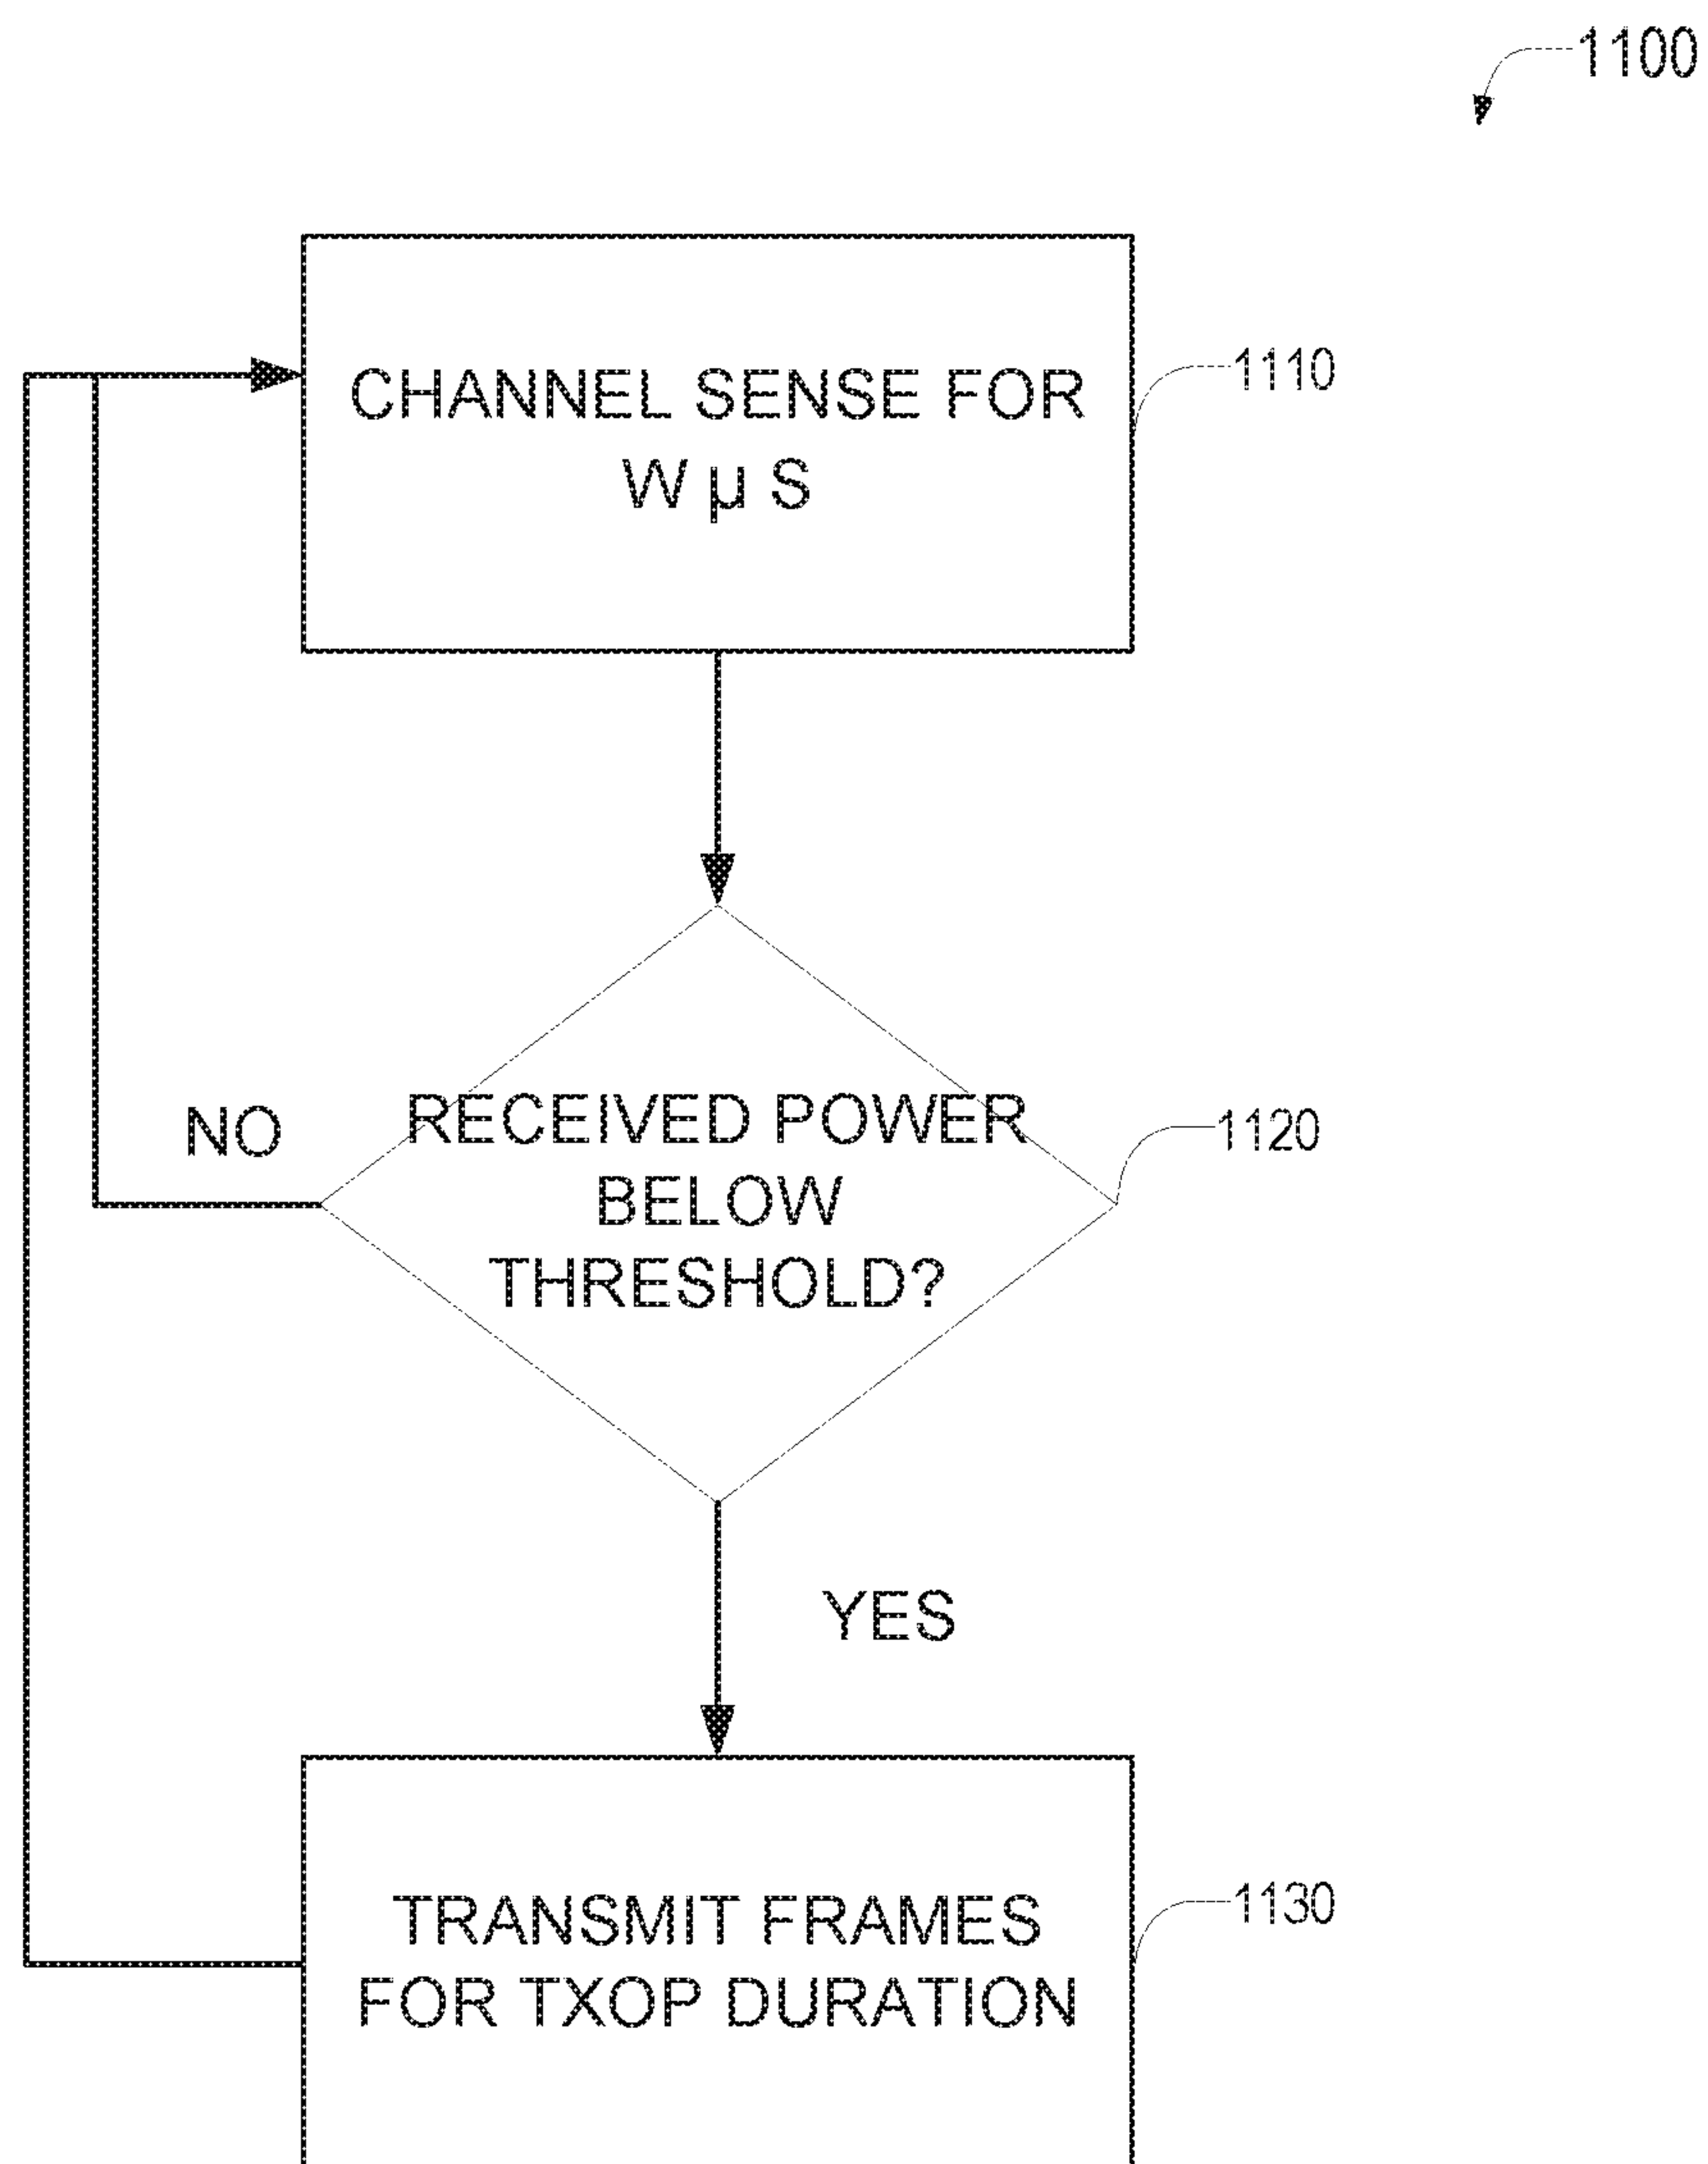 1100
CHANNEL SENSE FOR
W µ S
1110
RECEIVED POWER
BELOW
THRESHOLD?
1120
NO
YES
TRANSMIT FRAMES
FOR TXOP DURATION
1130